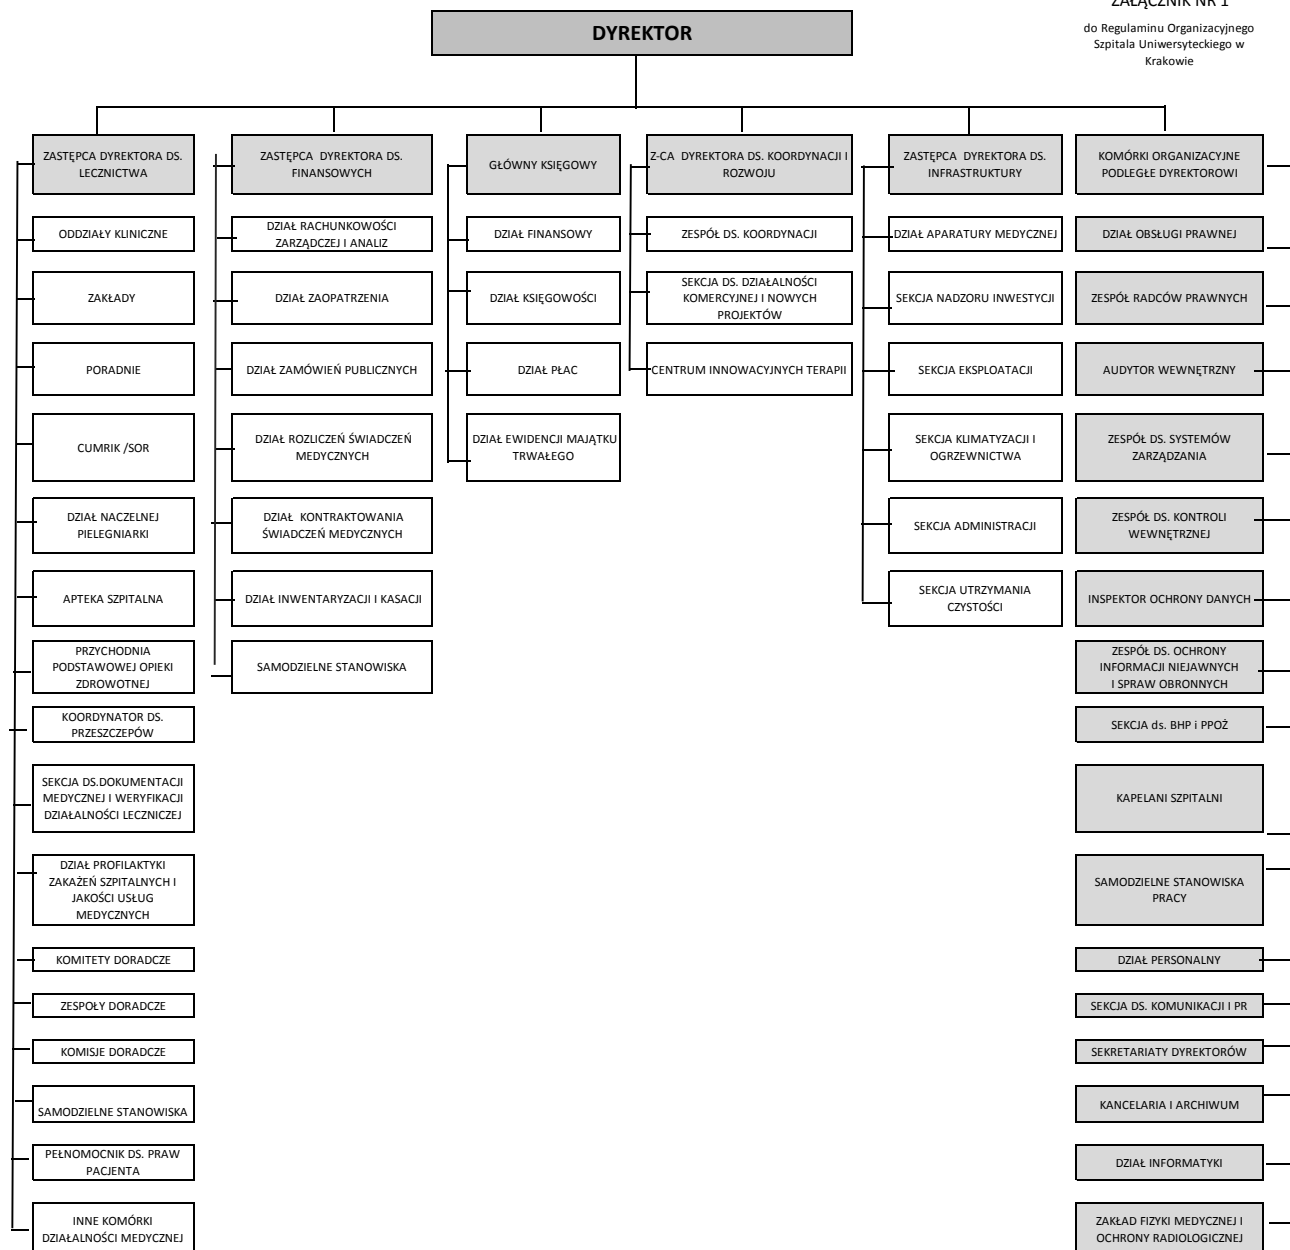 ZAŁĄCZNIK NR 1
do Regulaminu Organizacyjnego
Szpitala Uniwersyteckiego w
Krakowie
DYREKTOR
ZASTĘPCA DYREKTORA DS.
LECZNICTWA
ODDZIAŁY KLINICZNE
ZAKŁADY
PORADNIE
CUMRIK /SOR
DZIAŁ NACZELNEJ
PIELEGNIARKI
APTEKA SZPITALNA
PRZYCHODNIA
PODSTAWOWEJ OPIEKI
ZDROWOTNEJ
KOORDYNATOR DS.
PRZESZCZEPÓW
SEKCJA DS.DOKUMENTACJI
MEDYCZNEJ I WERYFIKACJI
DZIAŁALNOŚCI LECZNICZEJ
DZIAŁ PROFILAKTYKI
ZAKAŻEŃ SZPITALNYCH I
JAKOŚCI USŁUG
MEDYCZNYCH
KOMITETY DORADCZE
ZESPOŁY DORADCZE
KOMISJE DORADCZE
SAMODZIELNE STANOWISKA
PEŁNOMOCNIK DS. PRAW
PACJENTA
INNE KOMÓRKI
DZIAŁALNOŚCI MEDYCZNEJ
ZASTĘPCA DYREKTORA DS.
FINANSOWYCH
DZIAŁ RACHUNKOWOŚCI
ZARZĄDCZEJ I ANALIZ
DZIAŁ ZAOPATRZENIA
DZIAŁ ZAMÓWIEŃ PUBLICZNYCH
DZIAŁ ROZLICZEŃ ŚWIADCZEŃ
MEDYCZNYCH
DZIAŁ KONTRAKTOWANIA
ŚWIADCZEŃ MEDYCZNYCH
DZIAŁ INWENTARYZACJI I KASACJI
SAMODZIELNE STANOWISKA
GŁÓWNY KSIĘGOWY
DZIAŁ FINANSOWY
DZIAŁ KSIĘGOWOŚCI
DZIAŁ PŁAC
DZIAŁ EWIDENCJI MAJĄTKU
TRWAŁEGO
Z-CA DYREKTORA DS. KOORDYNACJI I
ROZWOJU
ZESPÓŁ DS. KOORDYNACJI
SEKCJA DS. DZIAŁALNOŚCI
KOMERCYJNEJ I NOWYCH
PROJEKTÓW
CENTRUM INNOWACYJNYCH TERAPII
ZASTĘPCA DYREKTORA DS.
INFRASTRUKTURY
DZIAŁ APARATURY MEDYCZNEJ
SEKCJA NADZORU INWESTYCJI
SEKCJA EKSPLOATACJI
SEKCJA KLIMATYZACJI I
OGRZEWNICTWA
SEKCJA ADMINISTRACJI
SEKCJA UTRZYMANIA
CZYSTOŚCI
KOMÓRKI ORGANIZACYJNE
PODLEGŁE DYREKTOROWI
DZIAŁ OBSŁUGI PRAWNEJ
ZESPÓŁ RADCÓW PRAWNYCH
AUDYTOR WEWNĘTRZNY
ZESPÓŁ DS. SYSTEMÓW
ZARZĄDZANIA
ZESPÓŁ DS. KONTROLI
WEWNĘTRZNEJ
INSPEKTOR OCHRONY DANYCH
ZESPÓŁ DS. OCHRONY
INFORMACJI NIEJAWNYCH
I SPRAW OBRONNYCH
SEKCJA ds. BHP i PPOŻ
KAPELANI SZPITALNI
SAMODZIELNE STANOWISKA
PRACY
DZIAŁ PERSONALNY
SEKCJA DS. KOMUNIKACJI I PR
SEKRETARIATY DYREKTORÓW
KANCELARIA I ARCHIWUM
DZIAŁ INFORMATYKI
ZAKŁAD FIZYKI MEDYCZNEJ I
OCHRONY RADIOLOGICZNEJ